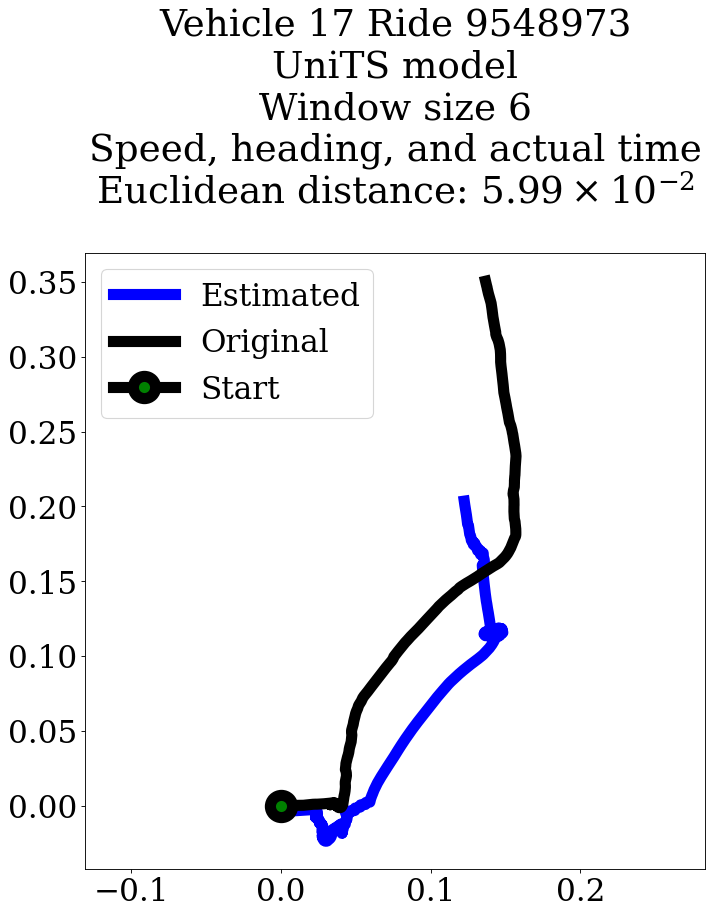 Vehicle 17 Ride 9548973
UniTS model
Window size 6
Speed, heading, and actual time
Euclidean distance: 5.99 × 10⁻²
Estimated
Original
Start
0.35
0.30
0.25
0.20
0.15
0.10
0.05
0.00
−0.1 0.0 0.1 0.2